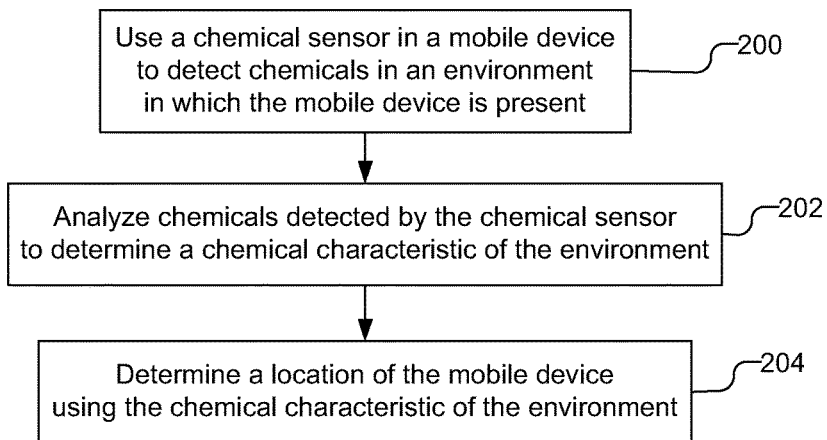 Use a chemical sensor in a mobile device
to detect chemicals in an environment
in which the mobile device is present
200
Analyze chemicals detected by the chemical sensor
to determine a chemical characteristic of the environment
202
Determine a location of the mobile device
using the chemical characteristic of the environment
204